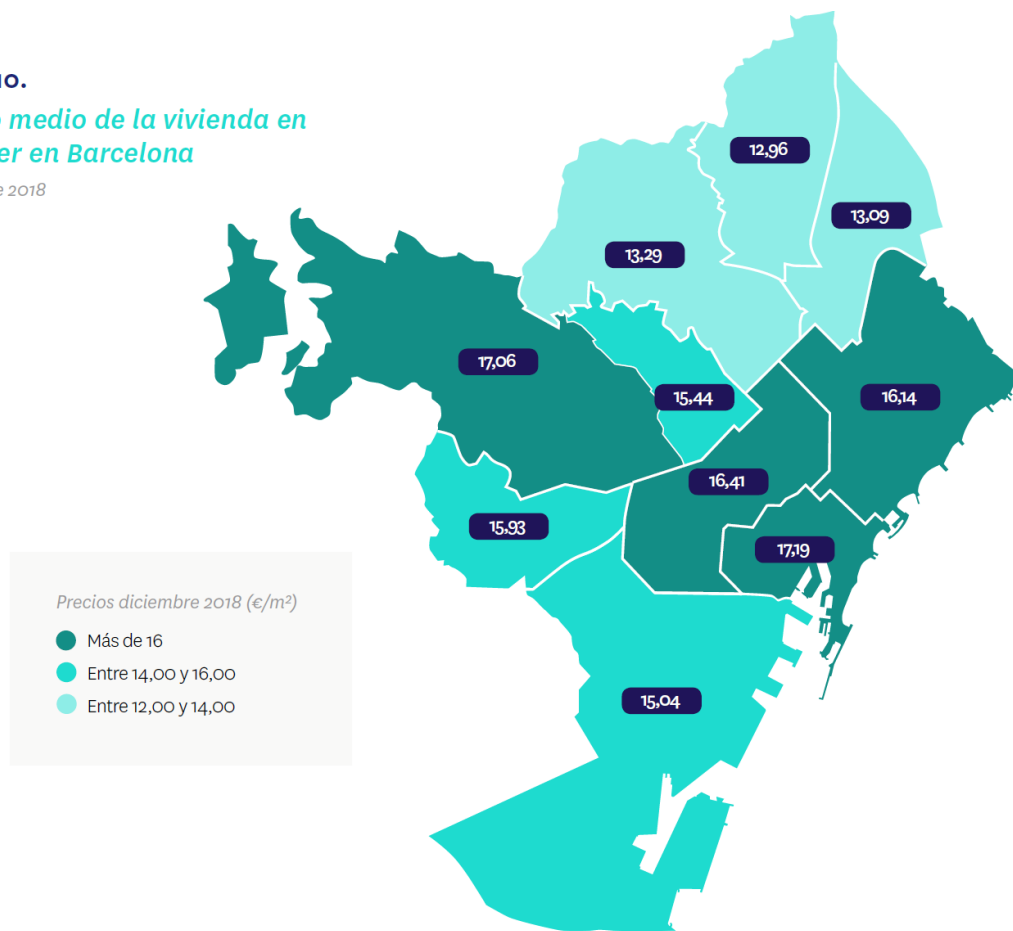 medio de la vivienda en
er en Barcelona
2018
12,96
13,09
13,29
17,06
15,44
16,14
16,41
15,93
17,19
15,04
Precios diciembre 2018 (€/m²)
Más de 16
Entre 14,00 y 16,00
Entre 12,00 y 14,00